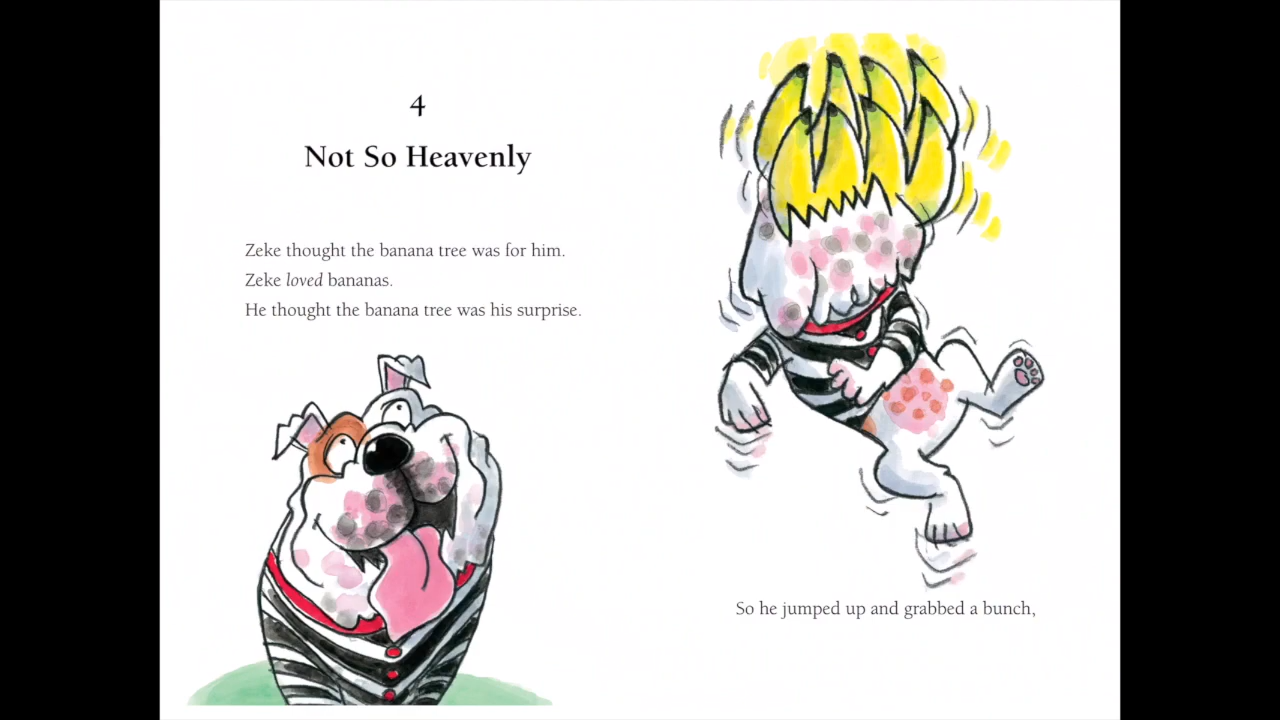 4
Not So Heavenly
Zeke thought the banana tree was for him.
Zeke loved bananas.
He thought the banana tree was his surprise.
So he jumped up and grabbed a bunch,